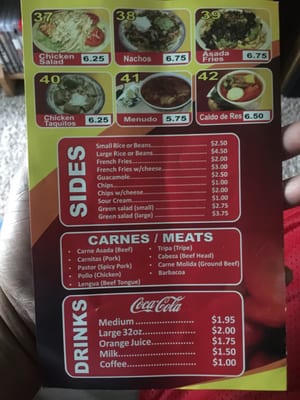 37 38 39
Chicken Salad 6.25
Nachos 6.75
Asada Fries 6.75
40 41 42
Chicken Taquitos 6.25
Menudo 5.75
Caldo de Res 6.50
SIDES
Small Rice or Beans $2.50
Large Rice or Beans $4.50
French Fries $2.00
French Fries w/cheese $3.00
Guacamole $2.50
Chips $1.00
Chips w/cheese $2.00
Sour Cream $1.00
Green salad (small) $2.75
Green salad (large) $3.75
CARNES / MEATS
• Carne Asada (Beef)
• Carnitas (Pork)
• Pastor (Spicy Pork)
• Pollo (Chicken)
• Lengua (Beef Tongue)
• Tripa (Tripe)
• Cabeza (Beef Head)
• Carne Molida (Ground Beef)
• Barbacoa
DRINKS
Coca-Cola
Medium $1.95
Large 32oz $2.00
Orange Juice $1.75
Milk $1.50
Coffee $1.00